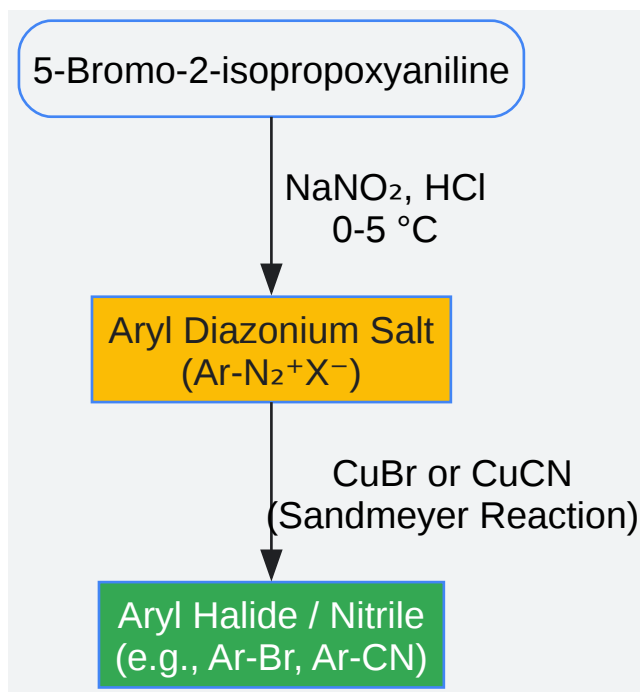 5-Bromo-2-isopropoxyaniline
NaNO₂, HCl
0-5 °C
Aryl Diazonium Salt
(Ar-N₂⁺X⁻)
CuBr or CuCN
(Sandmeyer Reaction)
Aryl Halide / Nitrile
(e.g., Ar-Br, Ar-CN)